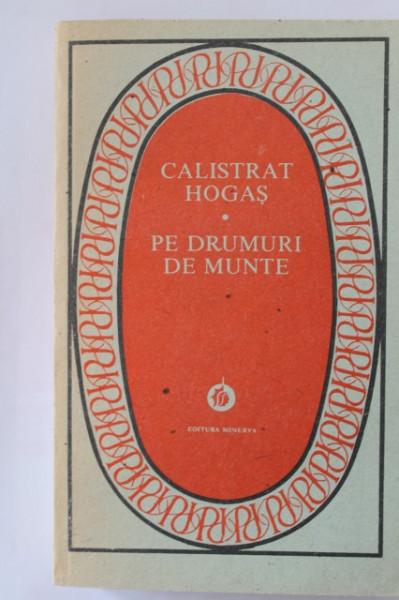 CALISTRAT
HOGAȘ
PE DRUMURI
DE MUNTE
EDITURA MINERVA